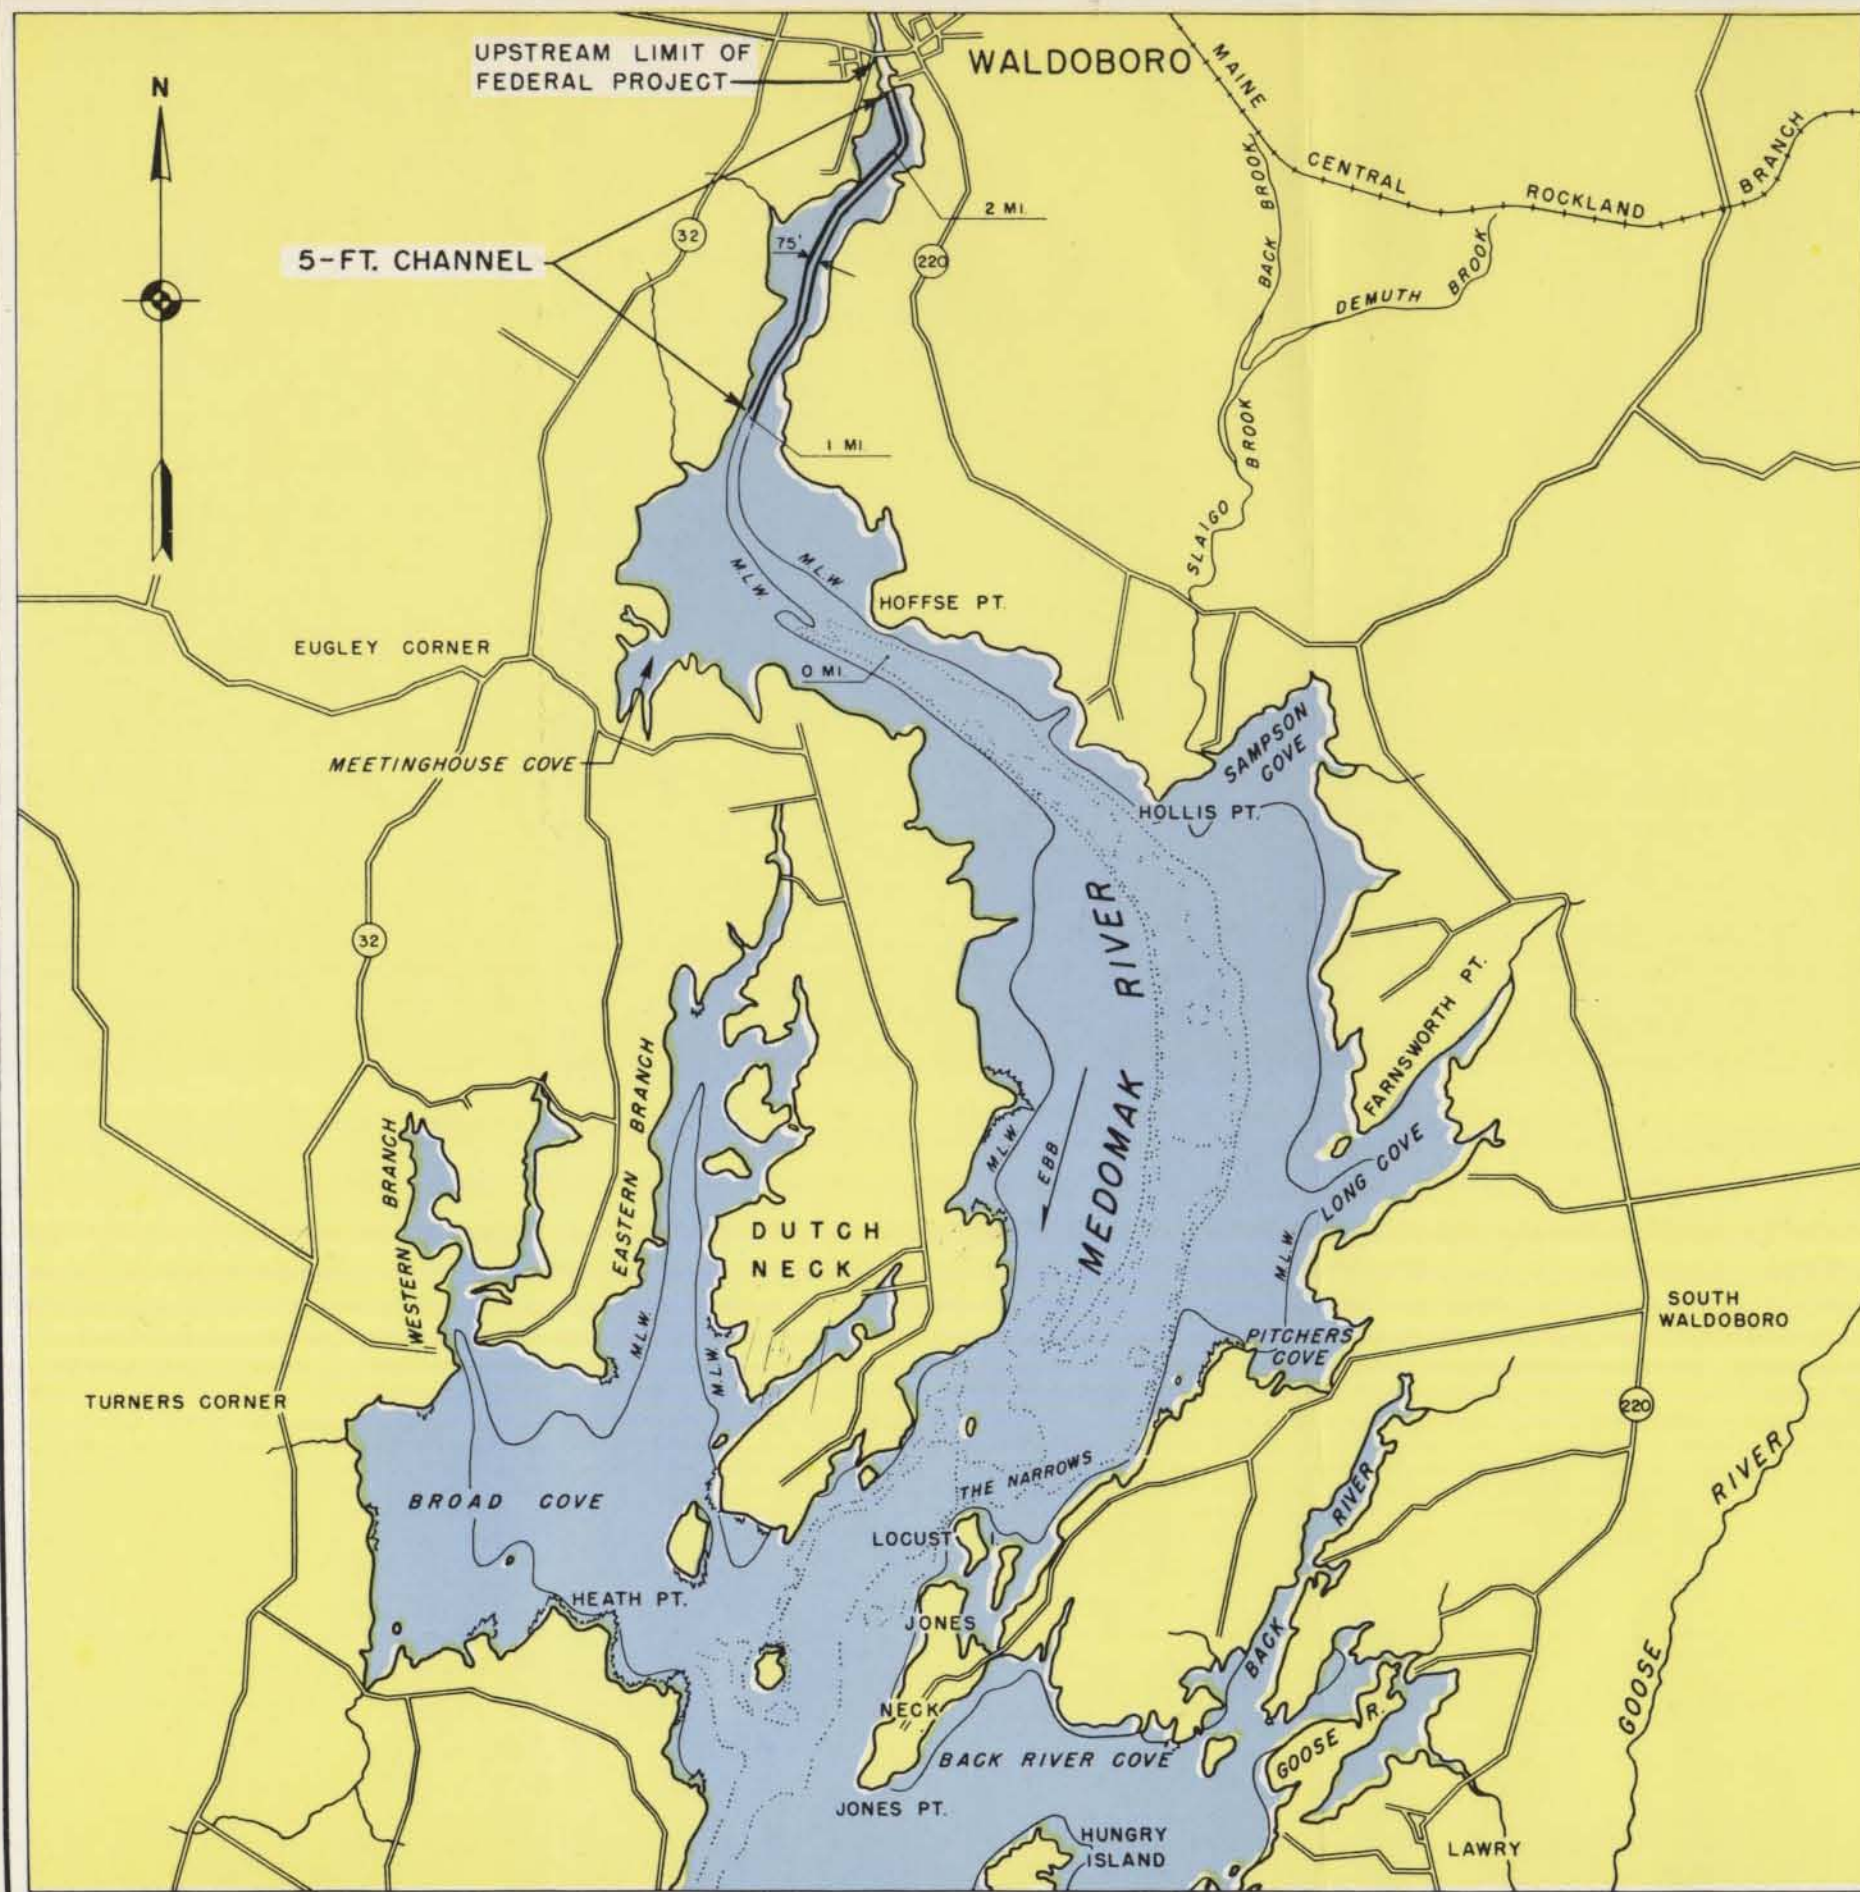 UPSTREAM LIMIT OF
FEDERAL PROJECT
WALDOBORO
N
MAINE
CENTRAL
ROCKLAND
BRANCH
BACK BROOK
2 MI.
32
75'
5-FT. CHANNEL
220
DEMUTH BROOK
1 MI.
SLAIGO BROOK
M.L.W.
M.L.W.
HOFFSE PT.
EUGLEY CORNER
0 MI.
MEETINGHOUSE COVE
SAMPSON
COVE
HOLLIS PT.
32
MEDOMAK RIVER
FARNSWORTH PT.
WESTERN BRANCH
EASTERN BRANCH
M.L.W.
EBB
LONG COVE
DUTCH
NECK
M.L.W.
M.L.W.
M.L.W.
SOUTH
WALDOBORO
PITCHERS
COVE
TURNERS CORNER
220
BROAD COVE
THE NARROWS
LOCUST I.
BACK RIVER
GOOSE RIVER
HEATH PT.
JONES
NECK
GOOSE R.
BACK RIVER COVE
JONES PT.
HUNGRY
ISLAND
LAWRY